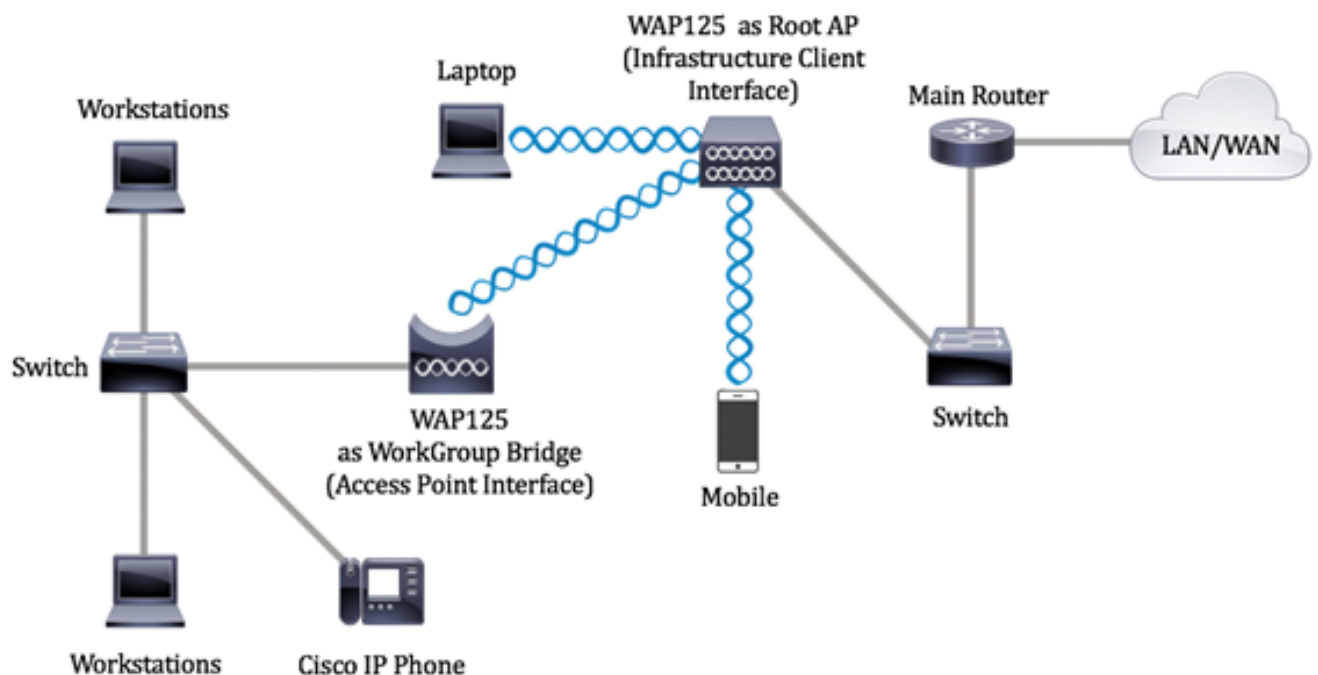 WAP125 as Root AP
(Infrastructure Client
Interface)
Laptop
Main Router
Workstations
LAN/WAN
Switch
WAP125
as WorkGroup Bridge
(Access Point Interface)
Switch
Mobile
Workstations
Cisco IP Phone